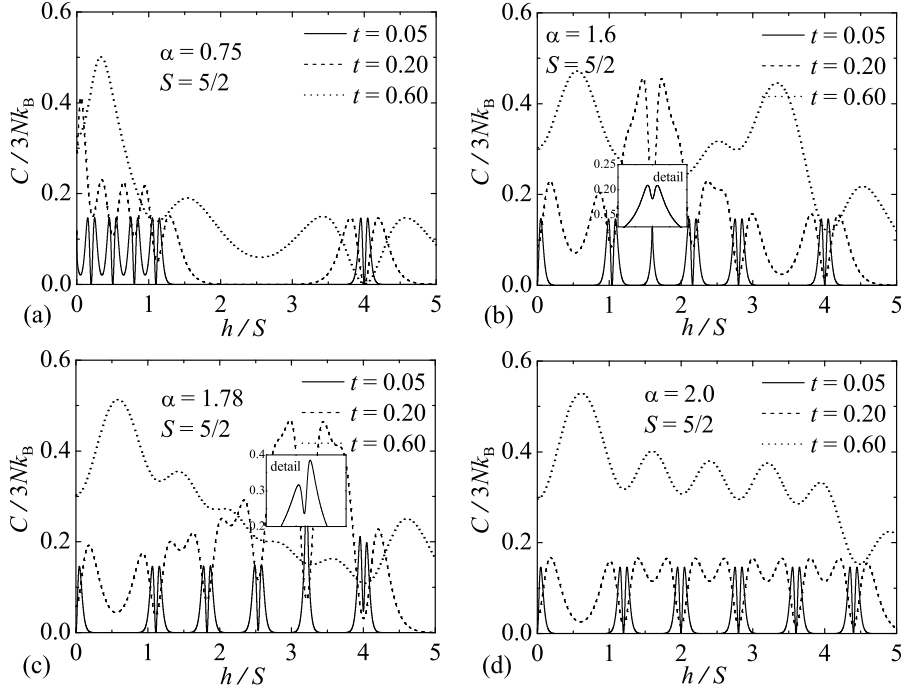 0.6
0.4
0.2
0.0
C / 3Nk_B
α = 0.75
S = 5/2
t = 0.05
t = 0.20
t = 0.60
0 1 2 3 4 5
(a)
h / S
0.6
0.4
0.2
0.0
C / 3Nk_B
α = 1.6
S = 5/2
t = 0.05
t = 0.20
t = 0.60
0.25
0.20
0.15
detail
0 1 2 3 4 5
(b)
h / S
0.6
0.4
0.2
0.0
C / 3Nk_B
α = 1.78
S = 5/2
t = 0.05
t = 0.20
t = 0.60
0.4
0.3
0.2
detail
0 1 2 3 4 5
(c)
h / S
0.6
0.4
0.2
0.0
C / 3Nk_B
α = 2.0
S = 5/2
t = 0.05
t = 0.20
t = 0.60
0 1 2 3 4 5
(d)
h / S